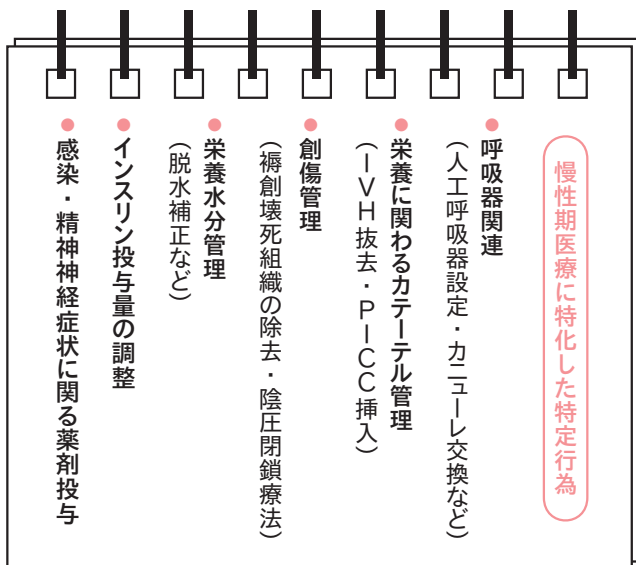 慢性期医療に特化した特定行為
● 呼吸器関連
（人工呼吸器設定・カニューレ交換など）
● 栄養に関わるカテーテル管理
（IVH抜去・PICC挿入）
● 創傷管理
（褥創壊死組織の除去・陰圧閉鎖療法）
● 栄養水分管理
（脱水補正など）
● インスリン投与量の調整
● 感染・精神神経症状に関る薬剤投与